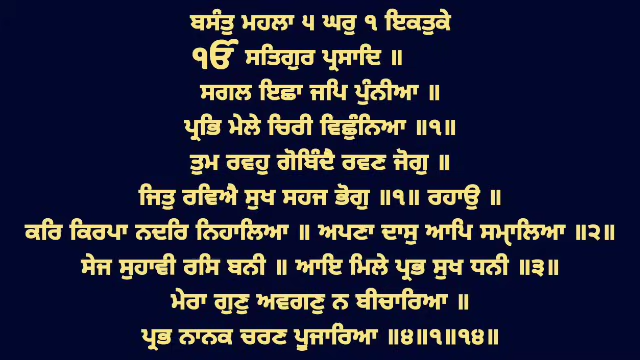 ਬਸੰਤੁ ਮਹਲਾ ੫ ਘਰੁ ੧ ਇਕਤੁਕੇ
ੴ ਸਤਿਗੁਰ ਪ੍ਰਸਾਦਿ ॥
ਸਗਲ ਇਛਾ ਜਪਿ ਪੁੰਨੀਆ ॥
ਪ੍ਰਭਿ ਮੇਲੇ ਚਿਰੀ ਵਿਛੁੰਨਿਆ ॥੧॥
ਤੁਮ ਰਵਹੁ ਗੋਬਿੰਦੈ ਰਵਣ ਜੋਗੁ ॥
ਜਿਤੁ ਰਵਿਐ ਸੁਖ ਸਹਜ ਭੋਗੁ ॥੧॥ ਰਹਾਉ ॥
ਕਰਿ ਕਿਰਪਾ ਨਦਰਿ ਨਿਹਾਲਿਆ ॥ ਅਪਣਾ ਦਾਸੁ ਆਪਿ ਸਮ੍ਹਾਲਿਆ ॥੨॥
ਸੇਜ ਸੁਹਾਵੀ ਰਸਿ ਬਨੀ ॥ ਆਇ ਮਿਲੇ ਪ੍ਰਭ ਸੁਖ ਧਨੀ ॥੩॥
ਮੇਰਾ ਗੁਣੁ ਅਵਗਣੁ ਨ ਬੀਚਾਰਿਆ ॥
ਪ੍ਰਭ ਨਾਨਕ ਚਰਣ ਪੂਜਾਰਿਆ ॥੪॥੧॥੧੪॥